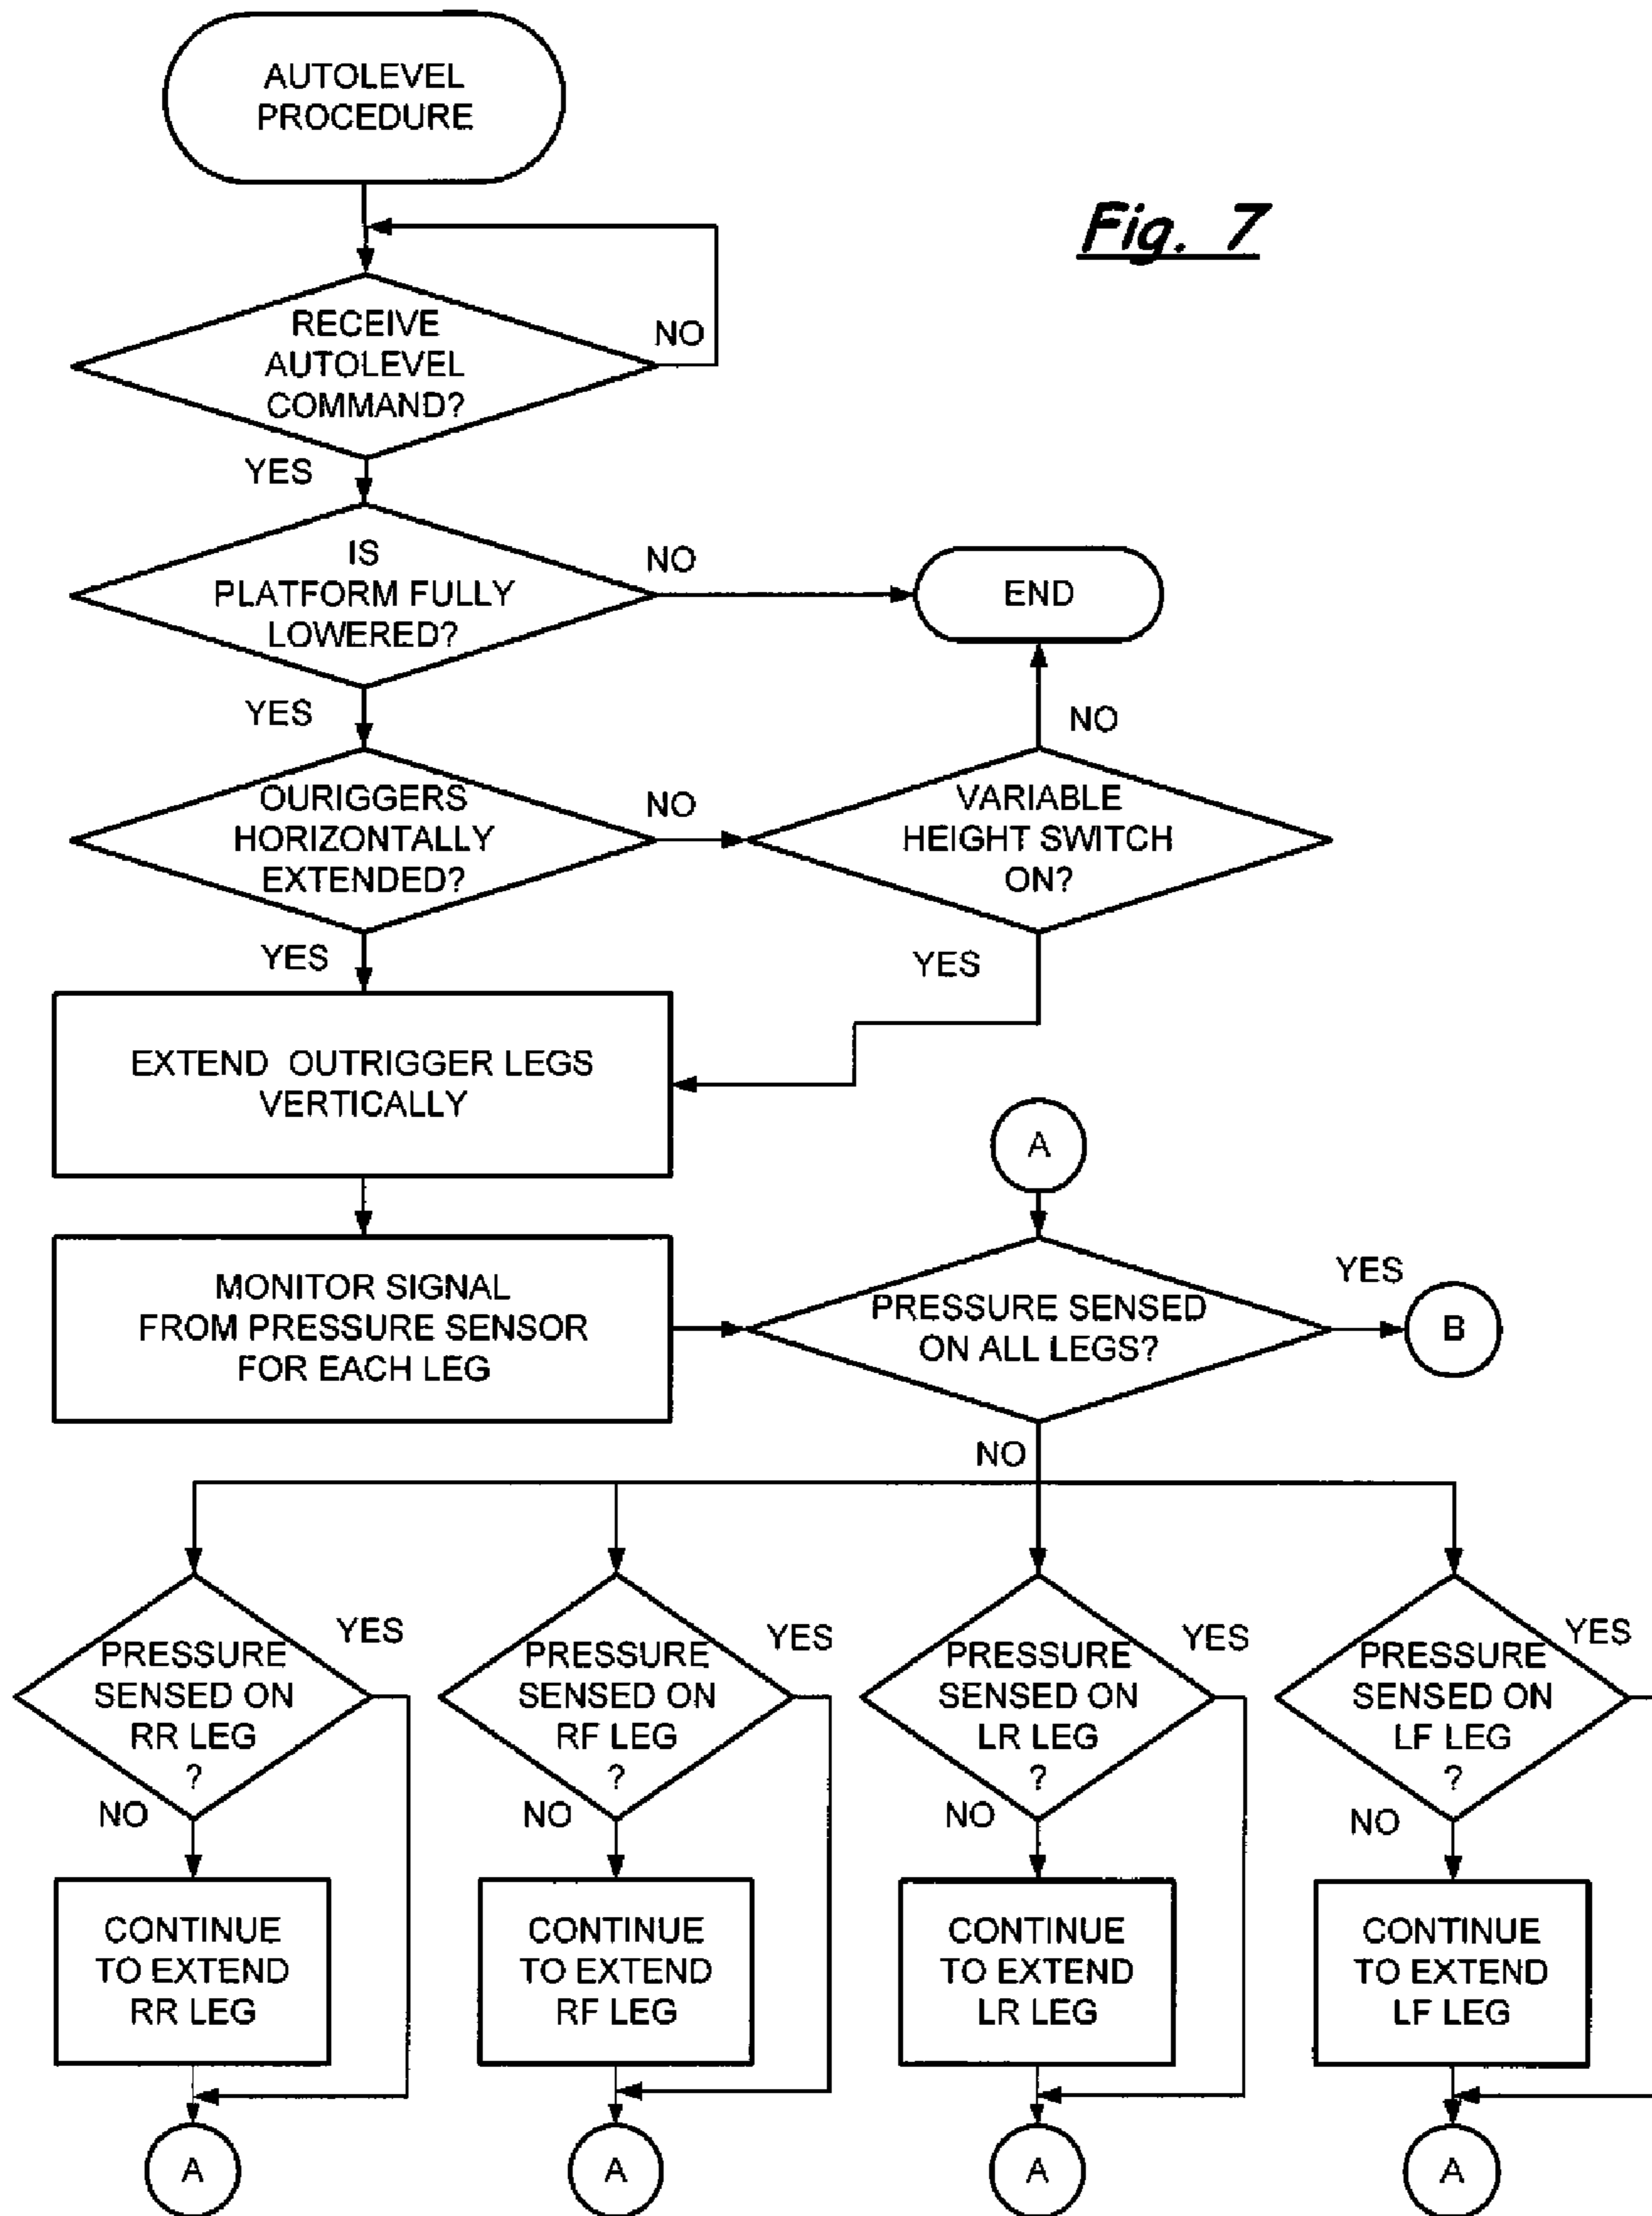 AUTOLEVEL
PROCEDURE
Fig. 7
RECEIVE
AUTOLEVEL
COMMAND?
NO
YES
IS
PLATFORM FULLY
LOWERED?
NO
END
YES
NO
OURIGGERS
HORIZONTALLY
EXTENDED?
NO
VARIABLE
HEIGHT SWITCH
ON?
YES
YES
EXTEND OUTRIGGER LEGS
VERTICALLY
A
MONITOR SIGNAL
FROM PRESSURE SENSOR
FOR EACH LEG
PRESSURE SENSED
ON ALL LEGS?
YES
B
NO
PRESSURE
SENSED ON
RR LEG
?
YES
NO
PRESSURE
SENSED ON
RF LEG
?
YES
NO
PRESSURE
SENSED ON
LR LEG
?
YES
NO
PRESSURE
SENSED ON
LF LEG
?
YES
NO
CONTINUE
TO EXTEND
RR LEG
CONTINUE
TO EXTEND
RF LEG
CONTINUE
TO EXTEND
LR LEG
CONTINUE
TO EXTEND
LF LEG
A
A
A
A